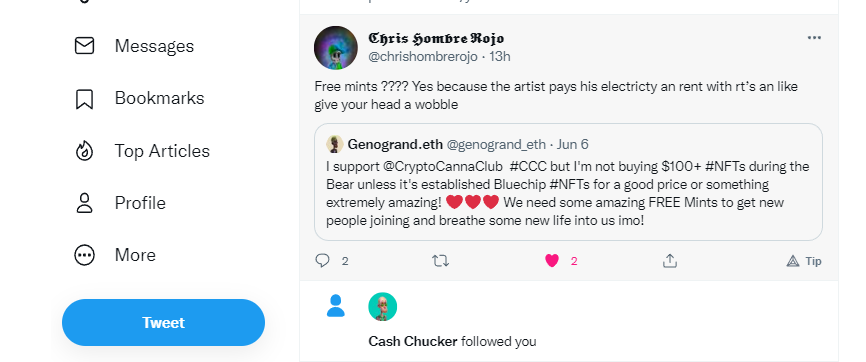 Messages
Bookmarks
Top Articles
Profile
More
Tweet
𝕮𝖍𝖗𝖎𝖘 𝕳𝖔𝖒𝖇𝖗𝖊 𝕽𝖔𝖏𝖔
@chrishombrerojo · 13h
Free mints ???? Yes because the artist pays his electricty an rent with rt's an like
give your head a wobble
Genogrand.eth @genogrand_eth · Jun 6
I support @CryptoCannaClub #CCC but I'm not buying $100+ #NFTs during the
Bear unless it's established Bluechip #NFTs for a good price or something
extremely amazing! ❤️❤️❤️ We need some amazing FREE Mints to get new
people joining and breathe some new life into us imo!
2 2 Tip
Cash Chucker followed you